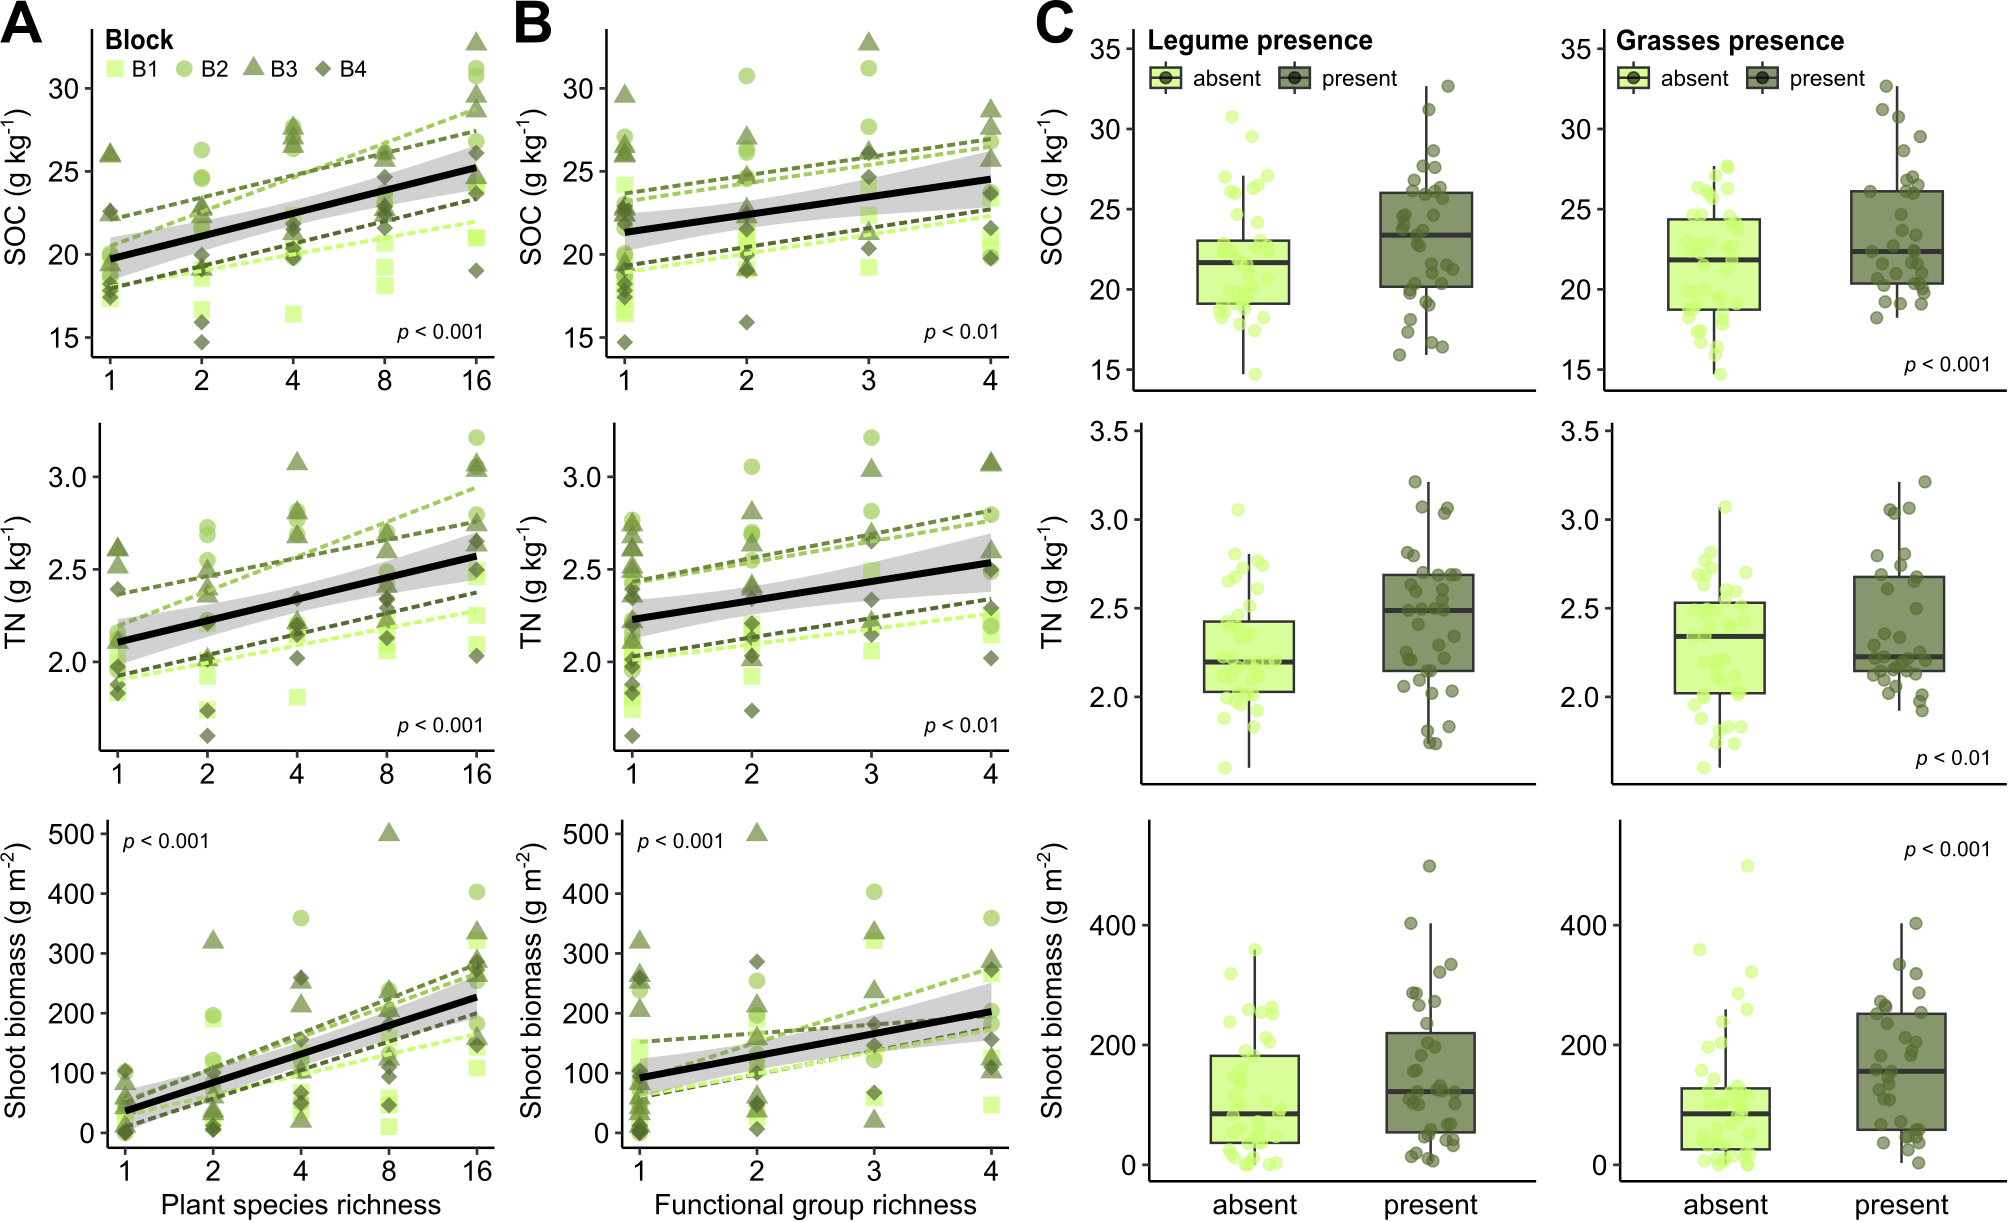 A
B
C
Block
B1 B2 B3 B4
SOC (g kg-1)
30
25
20
15
p < 0.001
1 2 4 8 16
SOC (g kg-1)
30
25
20
15
p < 0.01
1 2 3 4
Legume presence
absent present
SOC (g kg-1)
35
30
25
20
15
Grasses presence
absent present
35
30
25
20
15
p < 0.001
TN (g kg-1)
3.0
2.5
2.0
p < 0.001
1 2 4 8 16
TN (g kg-1)
3.0
2.5
2.0
p < 0.01
1 2 3 4
TN (g kg-1)
3.5
3.0
2.5
2.0
3.5
3.0
2.5
2.0
p < 0.01
Shoot biomass (g m-2)
500
400
300
200
100
0
p < 0.001
1 2 4 8 16
Plant species richness
Shoot biomass (g m-2)
500
400
300
200
100
0
p < 0.001
1 2 3 4
Functional group richness
Shoot biomass (g m-2)
400
200
0
absent present
400
200
0
p < 0.001
absent present